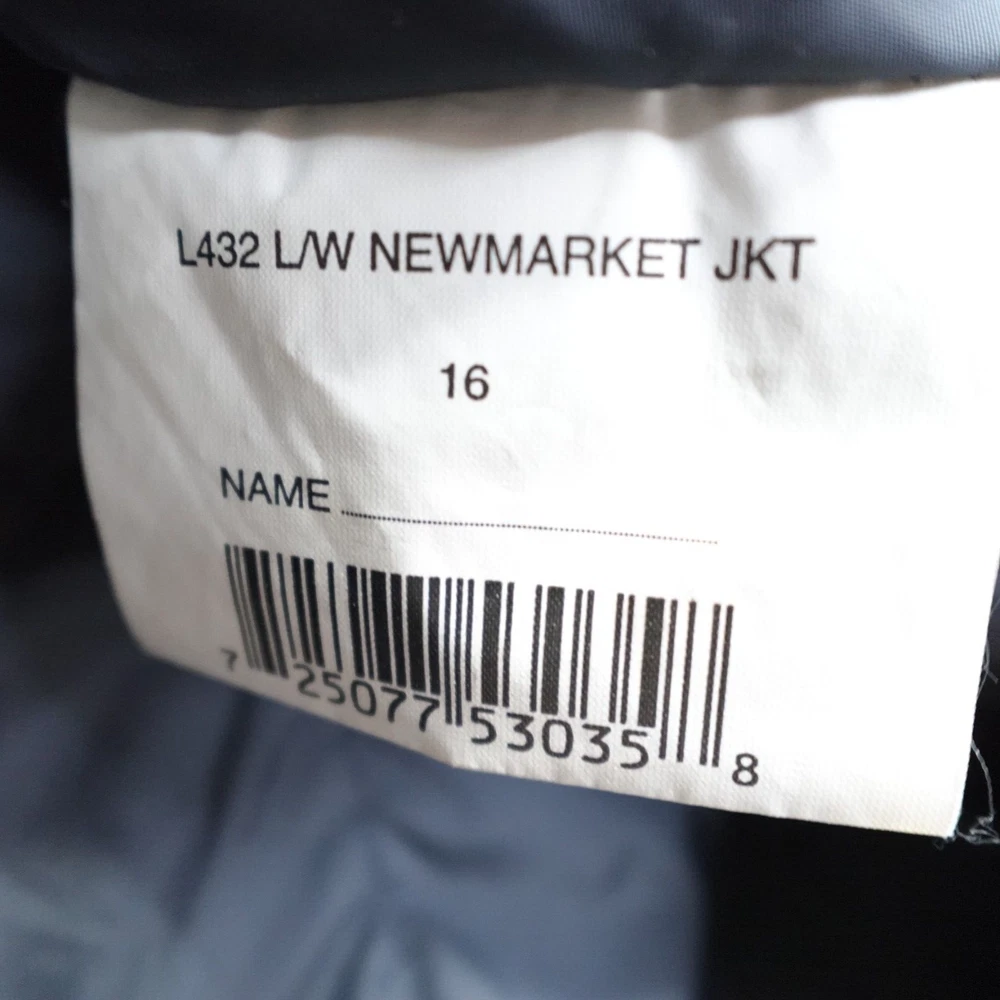 L432 L/W NEWMARKET JKT
16
NAME
7 25077 53035 8